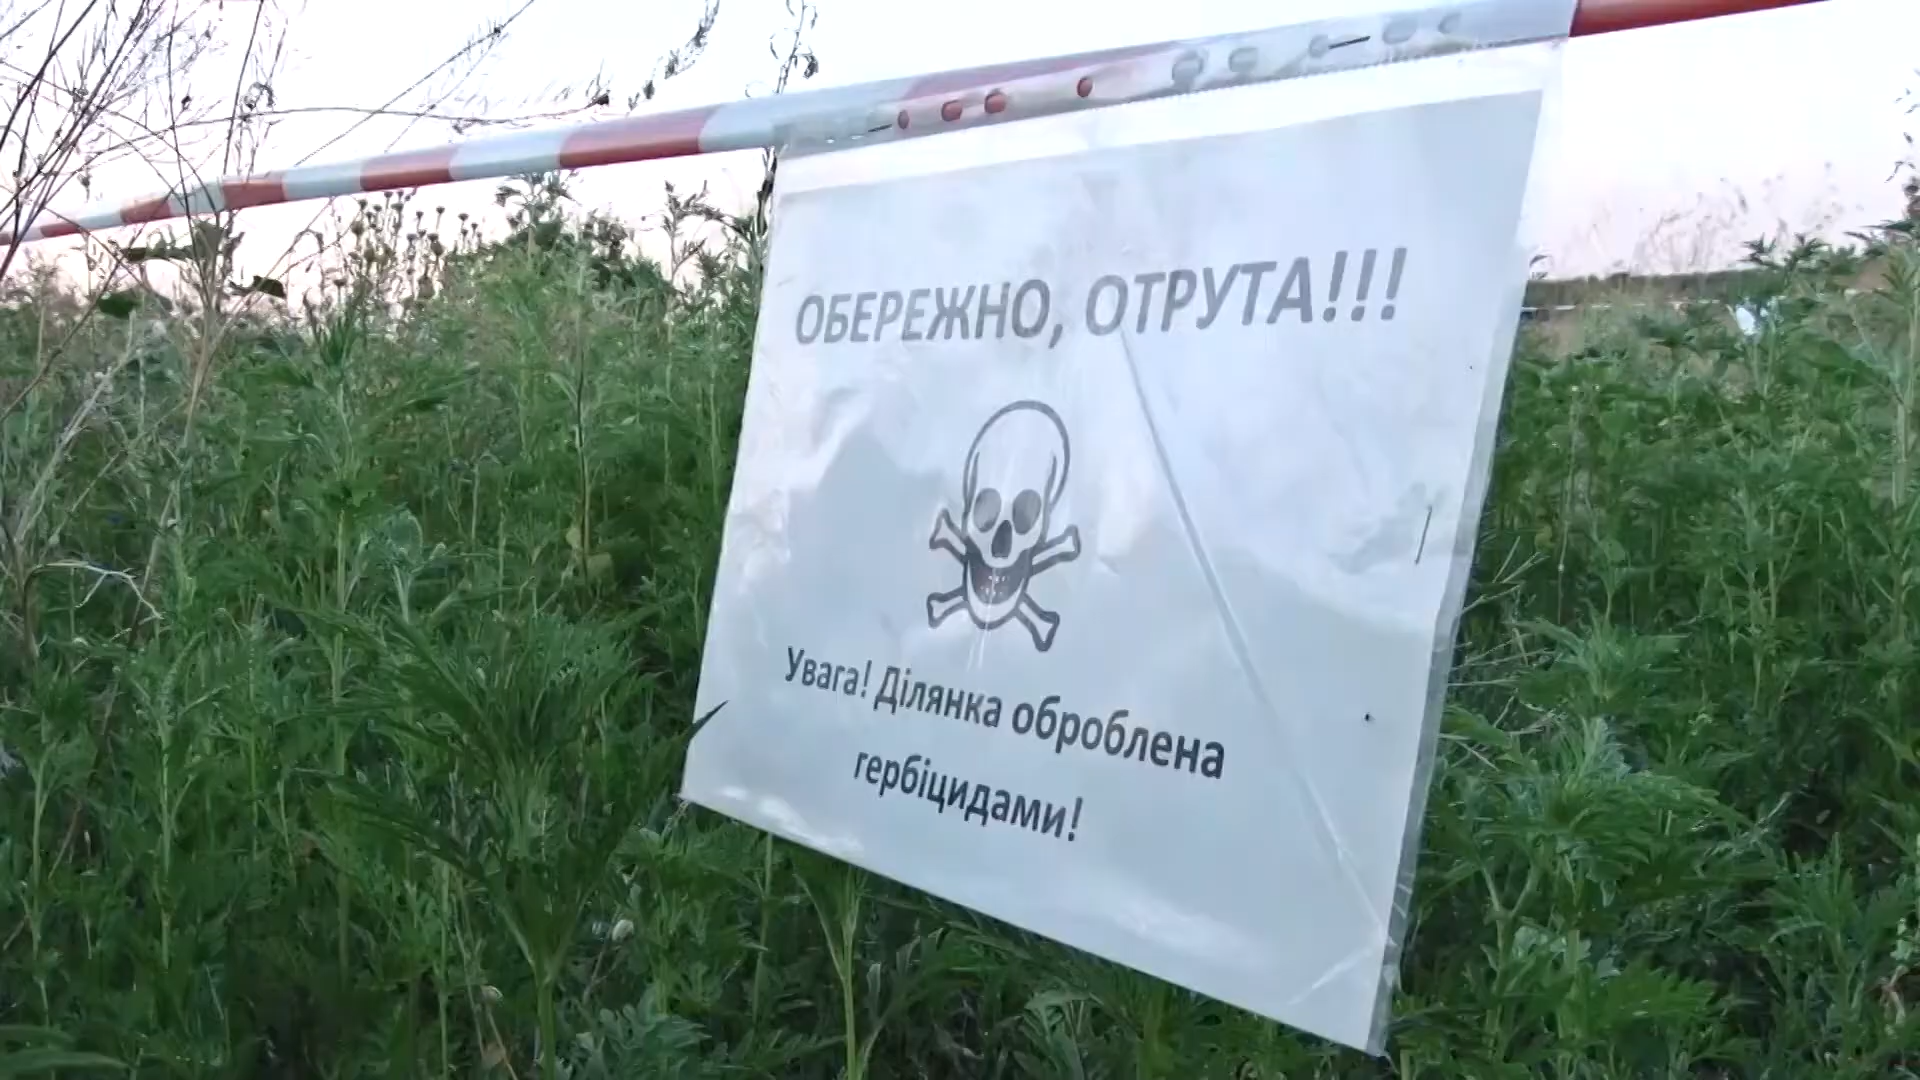 ОБЕРЕЖНО, ОТРУТА!!!
Увага! Ділянка оброблена
гербіцидами!